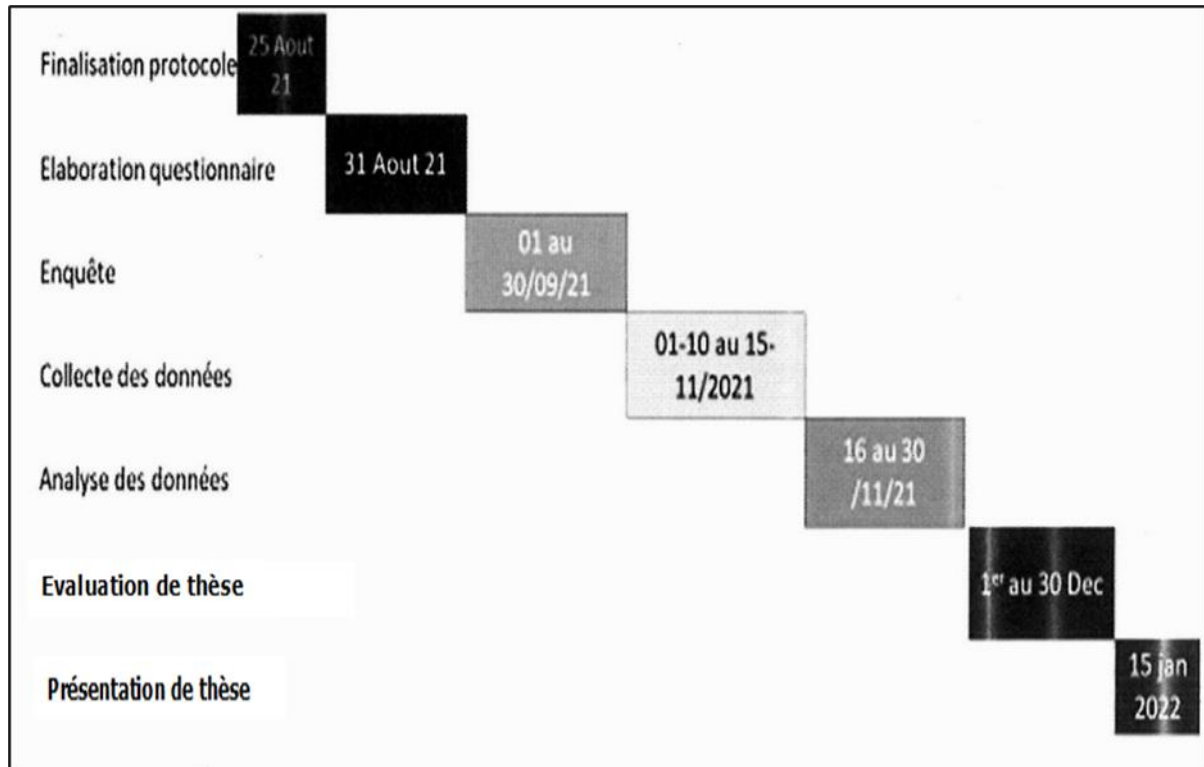 Finalisation protocole
25 Aout
21
Elaboration questionnaire
31 Aout 21
Enquête
01 au
30/09/21
Collecte des données
01-10 au 15-
11/2021
Analyse des données
16 au 30
/11/21
Evaluation de thèse
1er au 30 Dec
Présentation de thèse
15 jan
2022